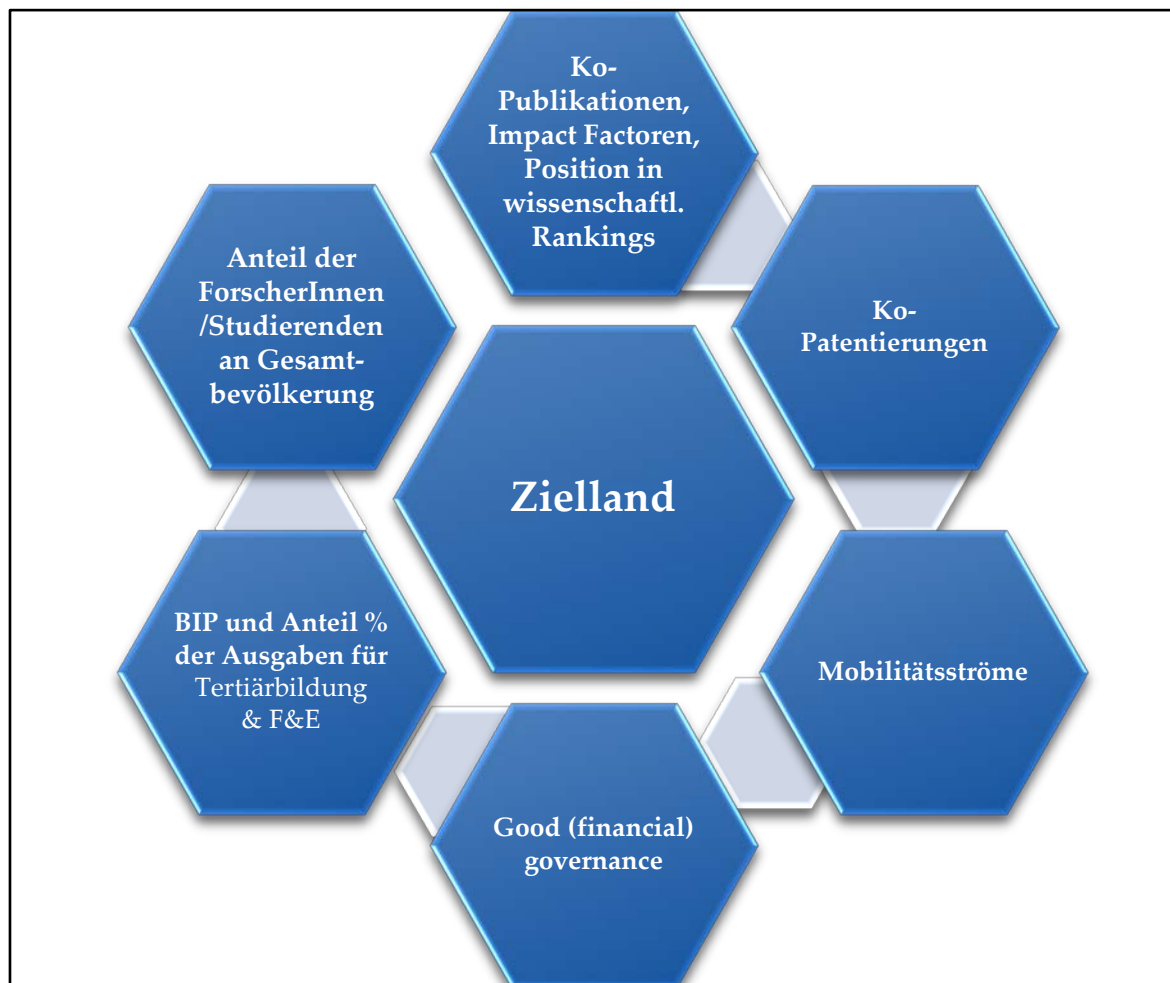 Ko-
Publikationen,
Impact Factoren,
Position in
wissenschaftl.
Rankings
Anteil der
ForscherInnen
/Studierenden
an Gesamt-
bevölkerung
Ko-
Patentierungen
Zielland
BIP und Anteil %
der Ausgaben für
Tertiärbildung
& F&E
Mobilitätsströme
Good (financial)
governance